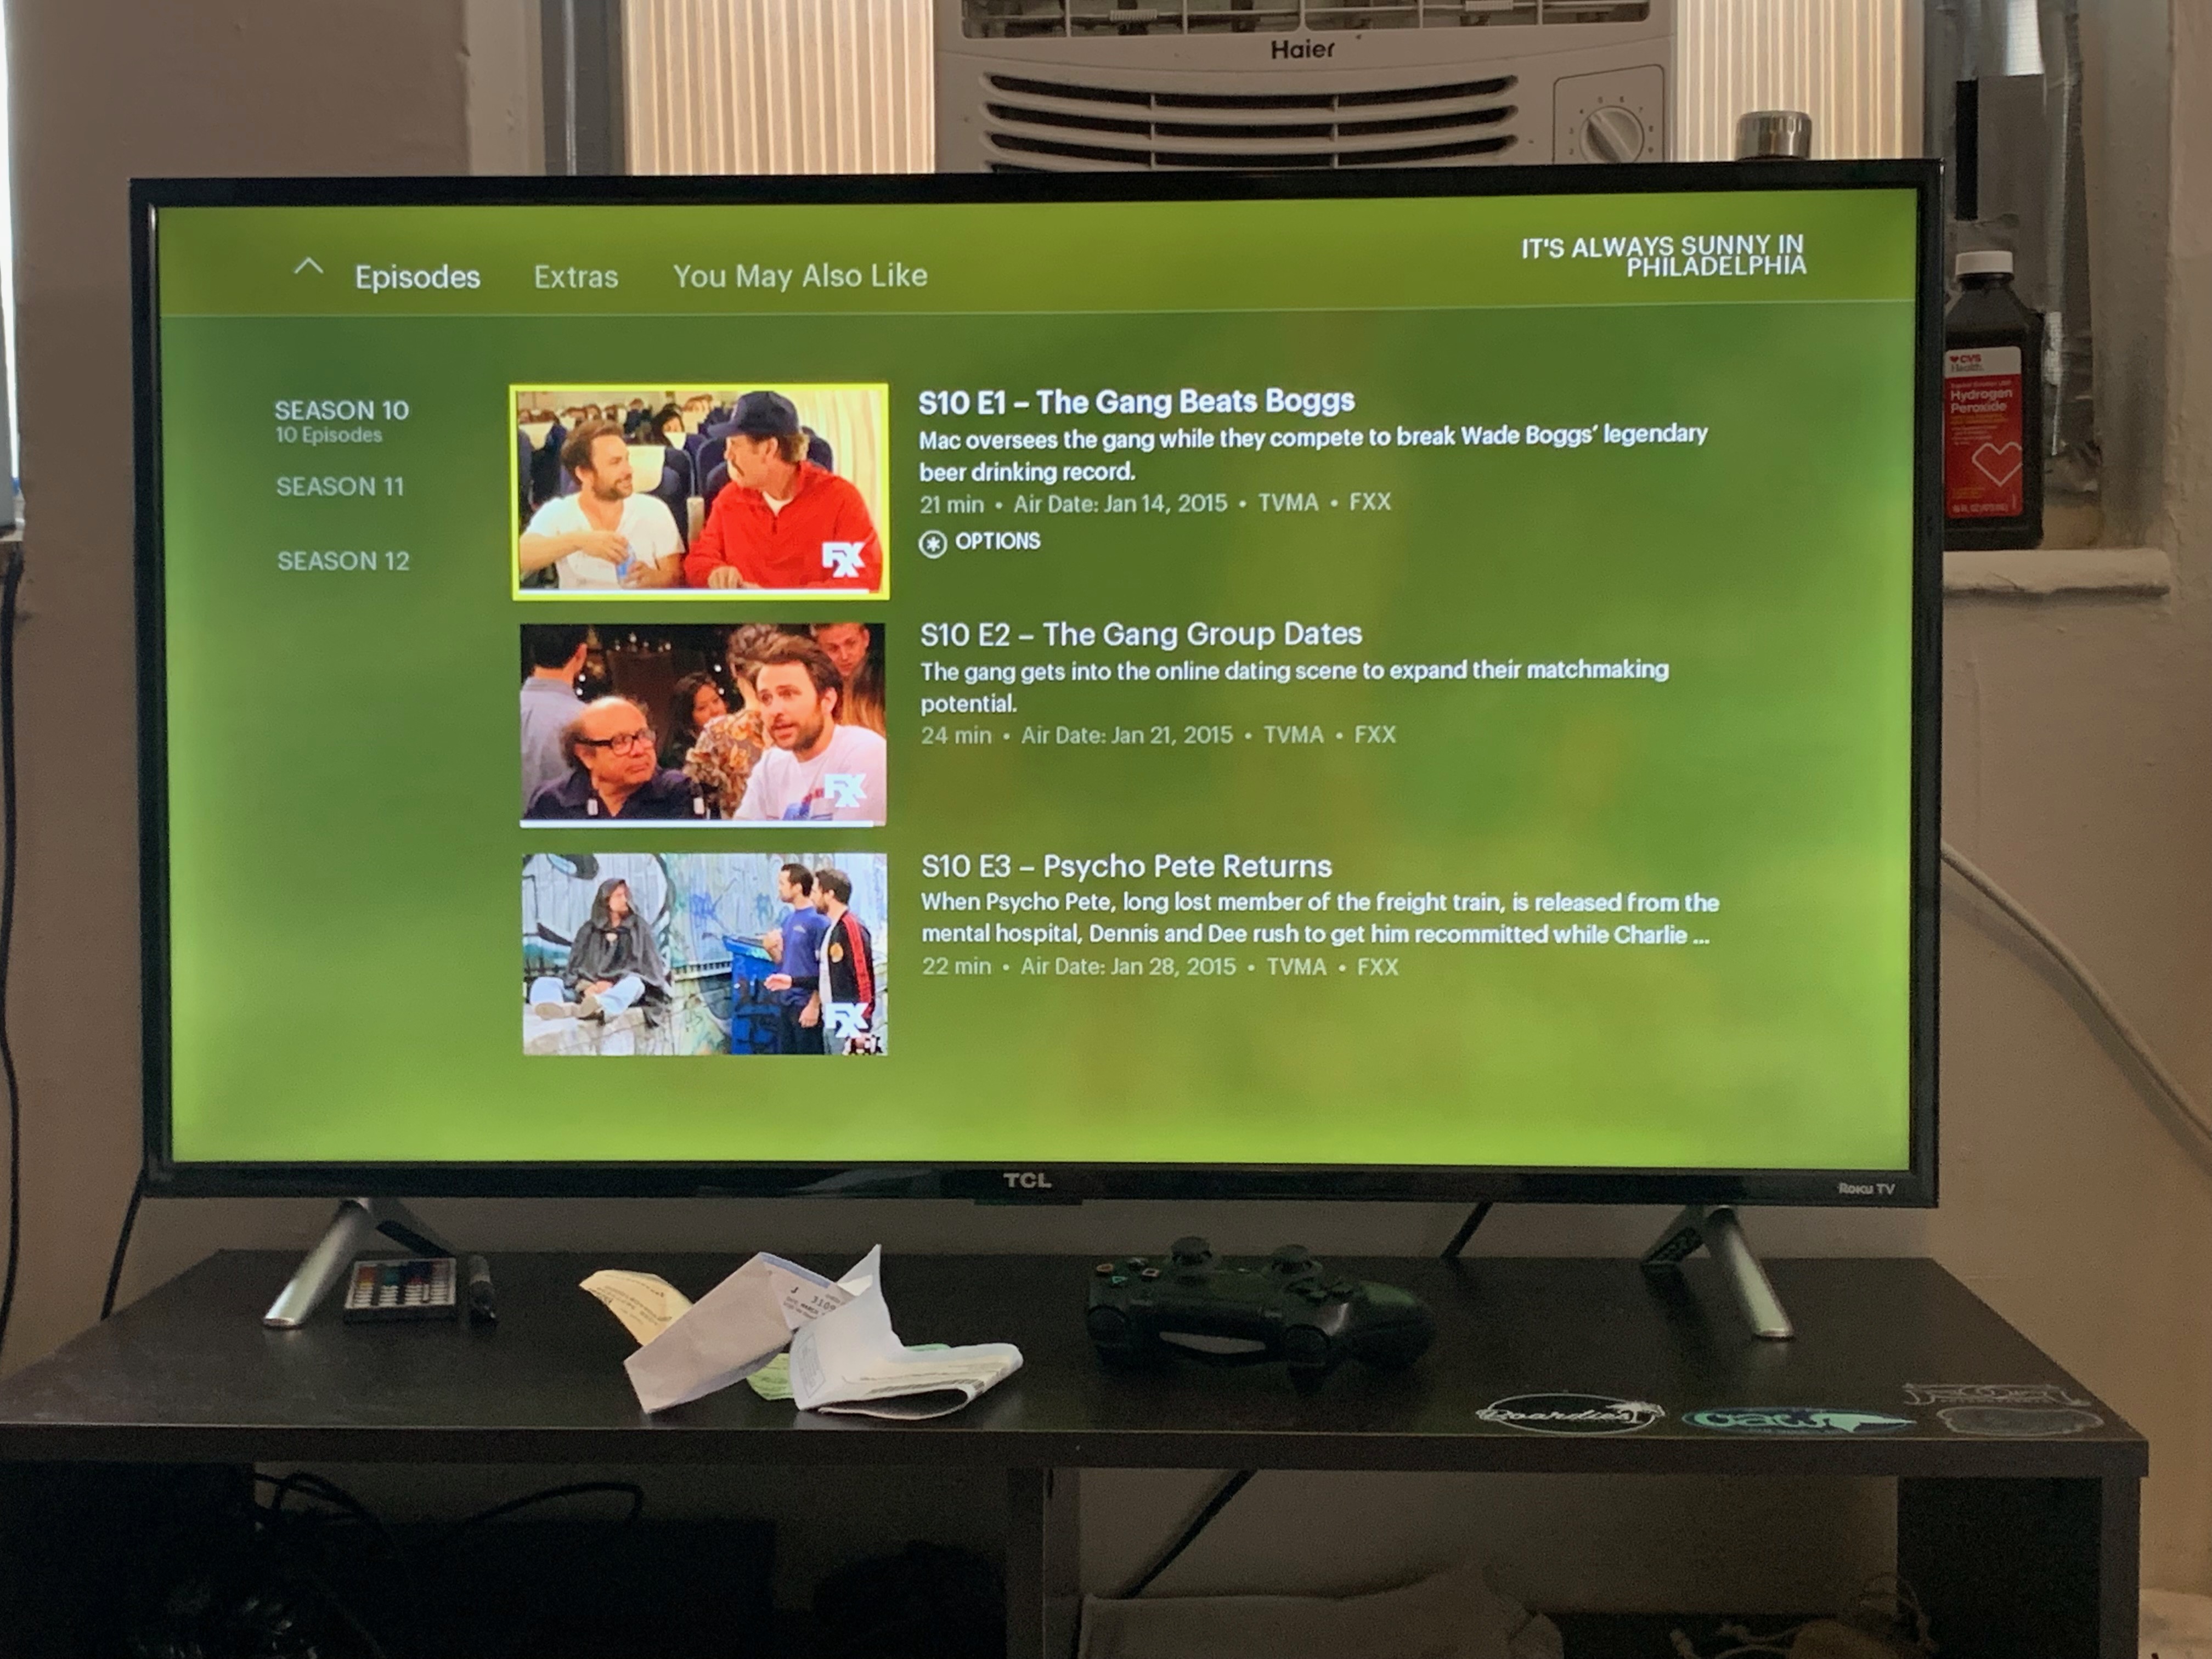 Haier
IT'S ALWAYS SUNNY IN
PHILADELPHIA
Episodes
Extras
You May Also Like
SEASON 10
10 Episodes
SEASON 11
SEASON 12
FXX
S10 E1 – The Gang Beats Boggs
Mac oversees the gang while they compete to break Wade Boggs’ legendary
beer drinking record.
21 min • Air Date: Jan 14, 2015 • TVMA • FXX
OPTIONS
FXX
S10 E2 – The Gang Group Dates
The gang gets into the online dating scene to expand their matchmaking
potential.
24 min • Air Date: Jan 21, 2015 • TVMA • FXX
FXX
S10 E3 – Psycho Pete Returns
When Psycho Pete, long lost member of the freight train, is released from the
mental hospital, Dennis and Dee rush to get him recommitted while Charlie ...
22 min • Air Date: Jan 28, 2015 • TVMA • FXX
CVS
Health.
Hydrogen
Peroxide
TCL
Roku TV
Boardies